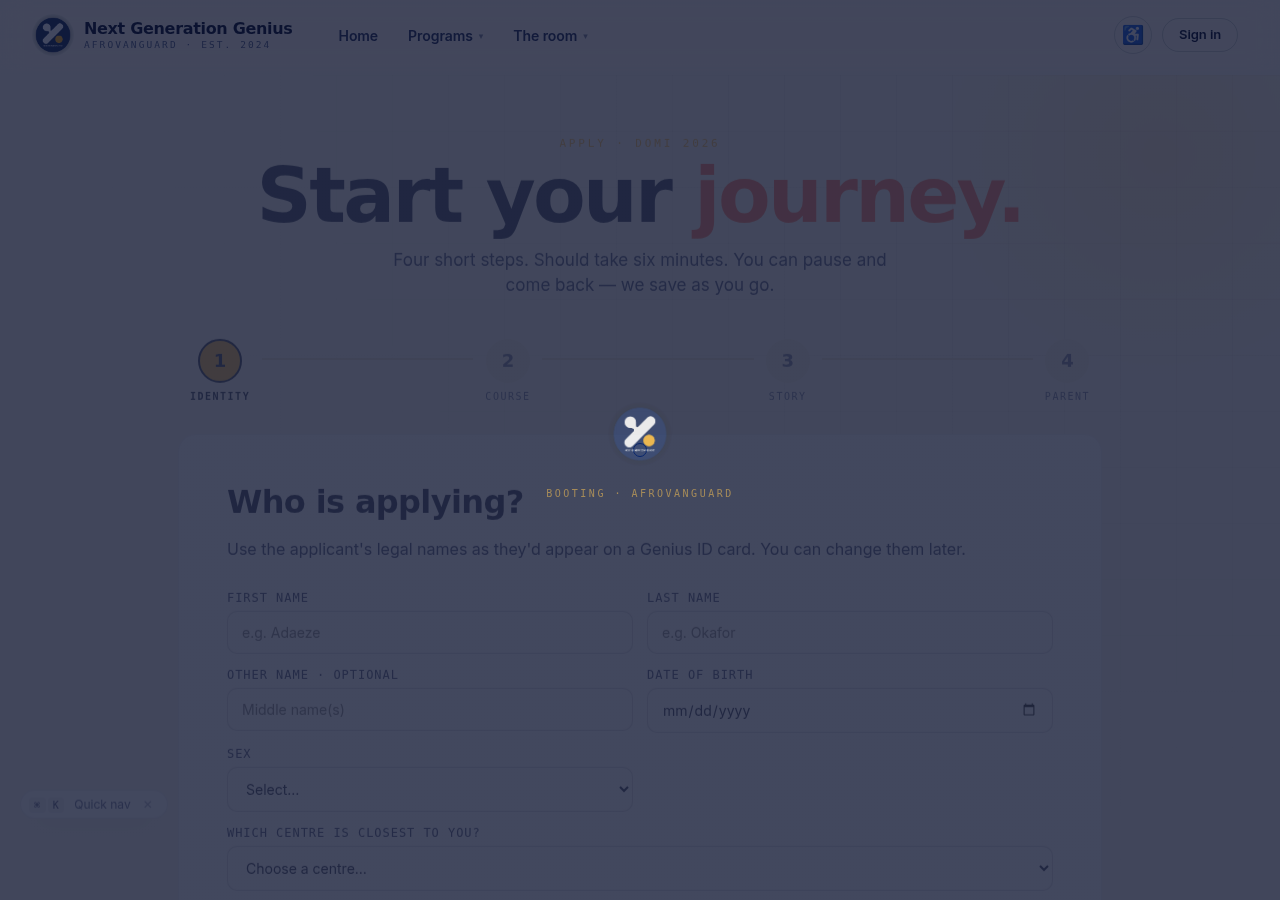 Next Generation Genius
AFROVANGUARD · EST. 2024
Home
Programs
The room
Sign in
Start your journey.
Four short steps. Should take six minutes. You can pause and
come back — we save as you go.
1
2
3
4
IDENTITY
COURSE
STORY
PARENT
Who is applying?
BOOTING · AFROVANGUARD
Use the applicant's legal names as they'd appear on a Genius ID card. You can change them later.
FIRST NAME
LAST NAME
e.g. Adaeze
e.g. Okafor
OTHER NAME · OPTIONAL
DATE OF BIRTH
Middle name(s)
mm/dd/yyyy
SEX
Select...
⌘ K Quick nav ×
WHICH CENTRE IS CLOSEST TO YOU?
Choose a centre...